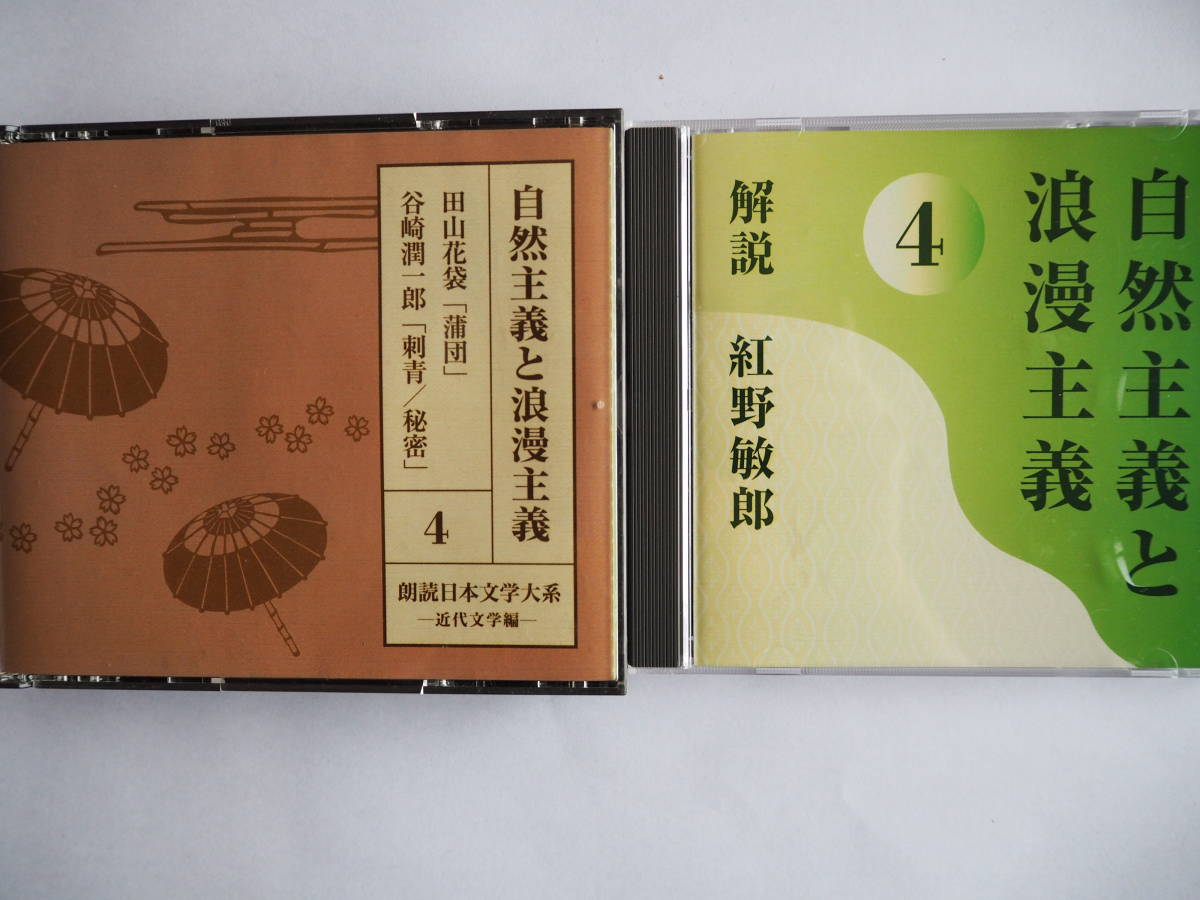 自然主義と浪漫主義
田山花袋「蒲団」
谷崎潤一郎「刺青／秘密」
4
朗読日本文学大系
―近代文学編―
自然主義と
浪漫主義
4
解説 紅野敏郎